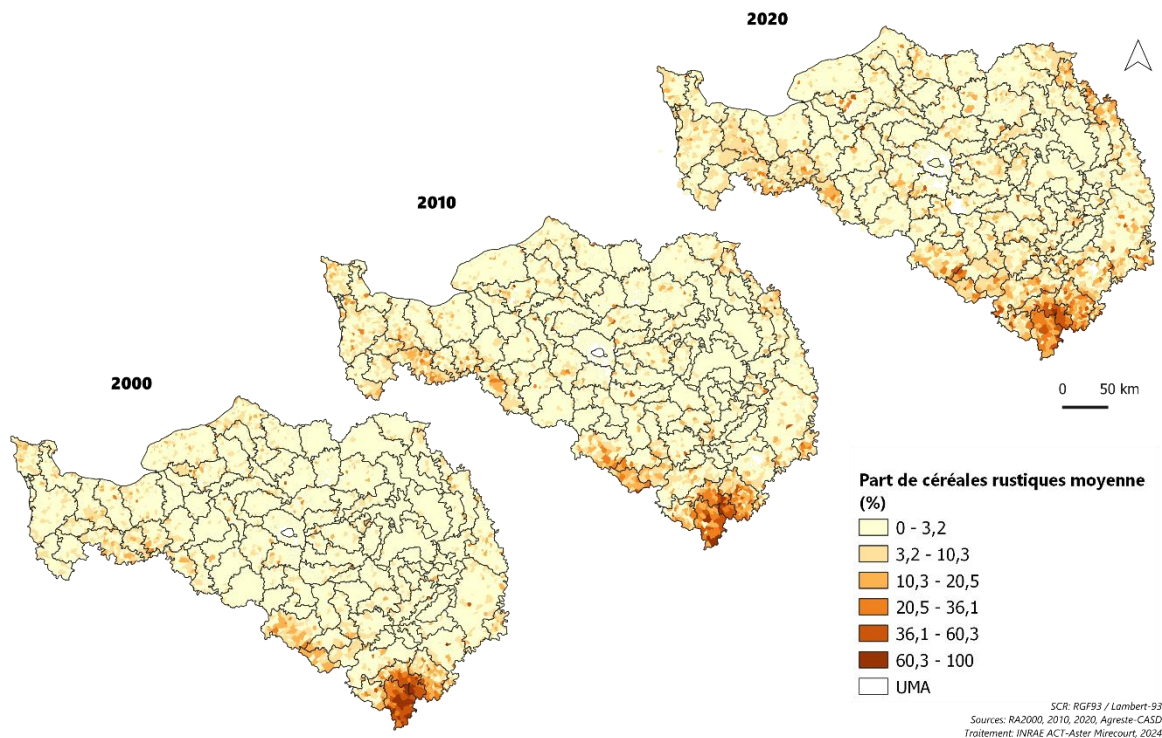 2020
2010
2000
0 50 km
Part de céréales rustiques moyenne
(%)
0 - 3,2
3,2 - 10,3
10,3 - 20,5
20,5 - 36,1
36,1 - 60,3
60,3 - 100
UMA
SCR: RGF93 / Lambert-93
Sources: RA2000, 2010, 2020, Agreste-CASD
Traitement: INRAE ACT-Aster Mirecourt, 2024